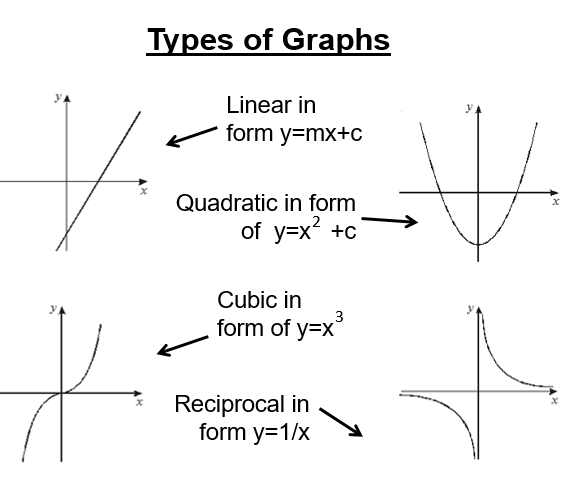 Types of Graphs
y
x
Linear in
form y=mx+c
y
x
Quadratic in form
of y=x² +c
y
x
Cubic in
form of y=x³
y
x
Reciprocal in
form y=1/x